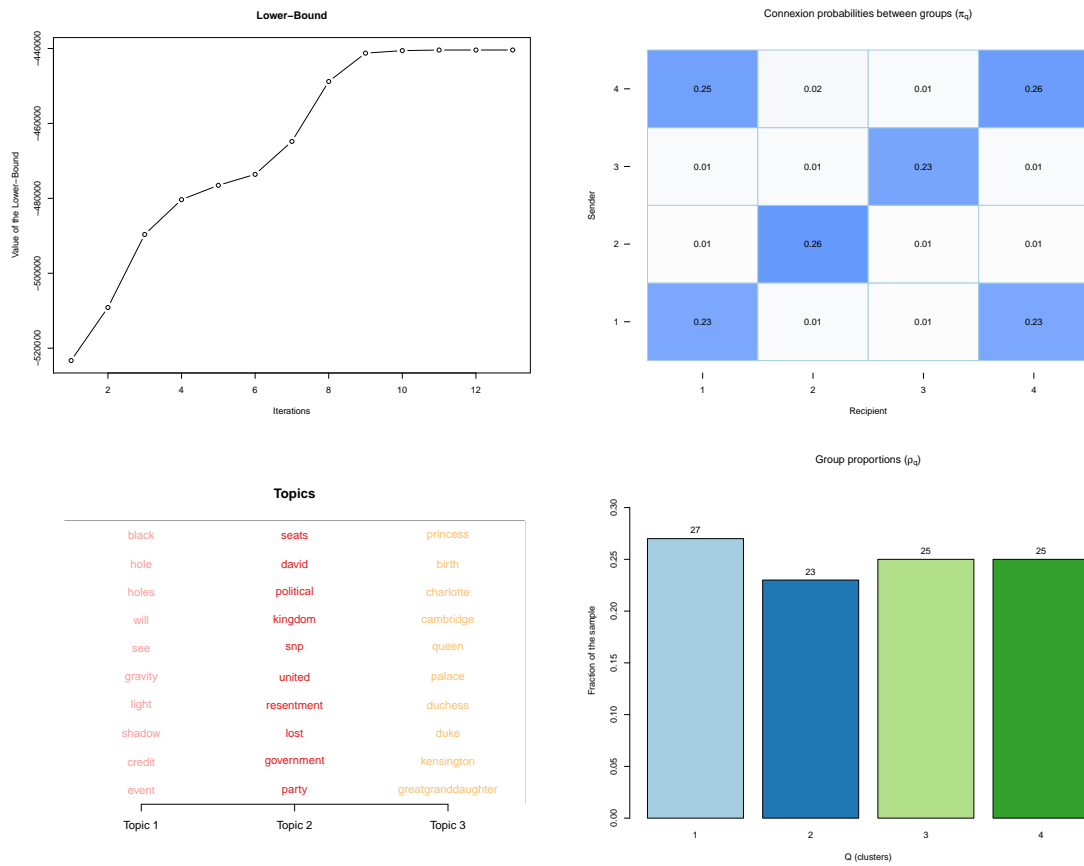 Lower−Bound
Value of the Lower−Bound
−440000
−460000
−480000
−500000
−520000
2 4 6 8 10 12
Iterations
Connexion probabilities between groups (πq)
Sender
4 0.25 0.02 0.01 0.26
3 0.01 0.01 0.23 0.01
2 0.01 0.26 0.01 0.01
1 0.23 0.01 0.01 0.23
1 2 3 4
Recipient
Topics
black seats princess
hole david birth
holes political charlotte
will kingdom cambridge
see snp queen
gravity united palace
light resentment duchess
shadow lost duke
credit government kensington
event party greatgranddaughter
Topic 1 Topic 2 Topic 3
Group proportions (ρq)
Fraction of the sample
0.30
0.25
0.20
0.15
0.10
0.05
0.00
27 23 25 25
1 2 3 4
Q (clusters)